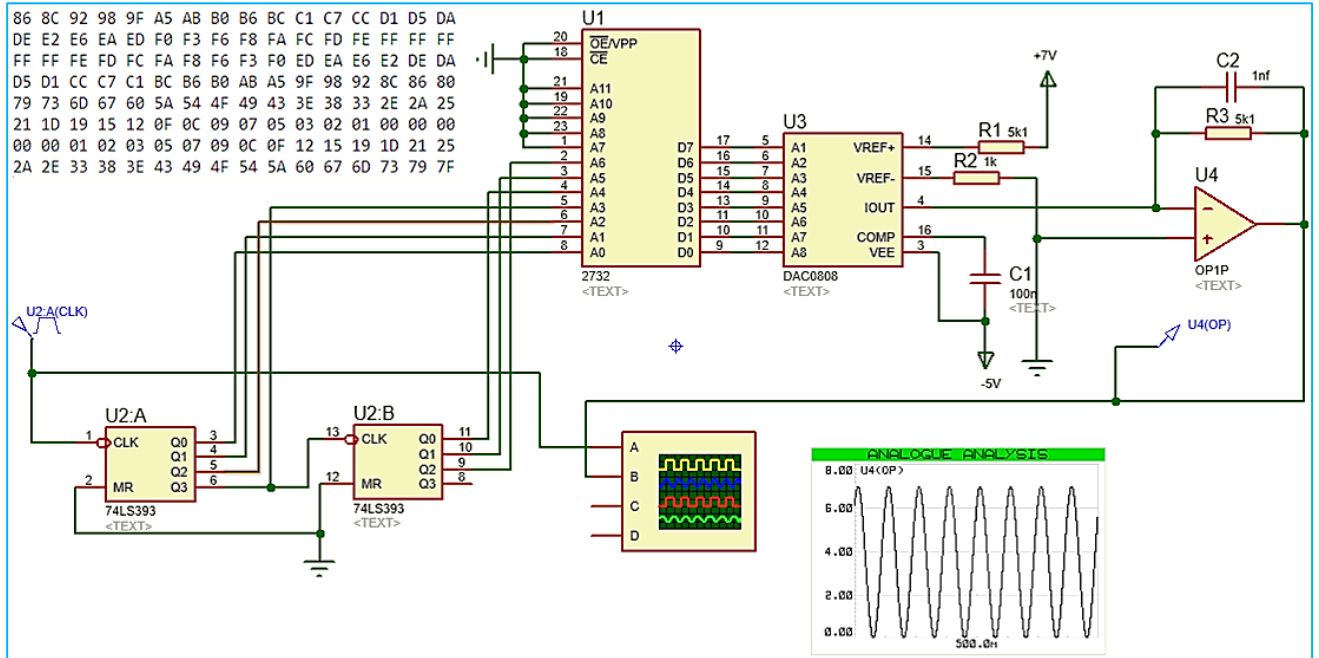 86 8C 92 98 9F A5 AB B0 B6 BC C1 C7 CC D1 D5 DA
DE E2 E6 EA ED F0 F3 F6 F8 FA FC FD FE FF FF FF
FF FF FE FD FC FA F8 F6 F3 F0 ED EA E6 E2 DE DA
D5 D1 CC C7 C1 BC B6 B0 AB A5 9F 98 92 8C 86 80
79 73 6D 67 60 5A 54 4F 49 43 3E 38 33 2E 2A 25
21 1D 19 15 12 0F 0C 09 07 05 03 02 01 00 00 00
00 00 01 02 03 05 07 09 0C 0F 12 15 19 1D 21 25
2A 2E 33 38 3E 43 49 4F 54 5A 60 67 6D 73 79 7F
U1
20 OE/VPP
18 CE
21 A11
19 A10
22 A9
23 A8
1 A7
2 A6
3 A5
4 A4
5 A3
6 A2
7 A1
8 A0
D7 17
D6 16
D5 15
D4 14
D3 13
D2 11
D1 10
D0 9
2732
<TEXT>
U3
5 A1
6 A2
7 A3
8 A4
9 A5
10 A6
11 A7
12 A8
VREF+ 14
VREF- 15
IOUT 4
COMP 16
VEE 3
DAC0808
<TEXT>
+7V
R1 5k1
R2 1k
C1
100n
<TEXT>
-5V
C2
1nf
R3 5k1
U4
OP1P
<TEXT>
U4(OP)
U2:A(CLK)
U2:A
1 CLK
2 MR
Q0 3
Q1 4
Q2 5
Q3 6
74LS393
<TEXT>
U2:B
13 CLK
12 MR
Q0 11
Q1 10
Q2 9
Q3 8
74LS393
<TEXT>
A
B
C
D
ANALOGUE ANALYSIS
8.00 U4(OP)
6.00
4.00
2.00
0.00
500.0m